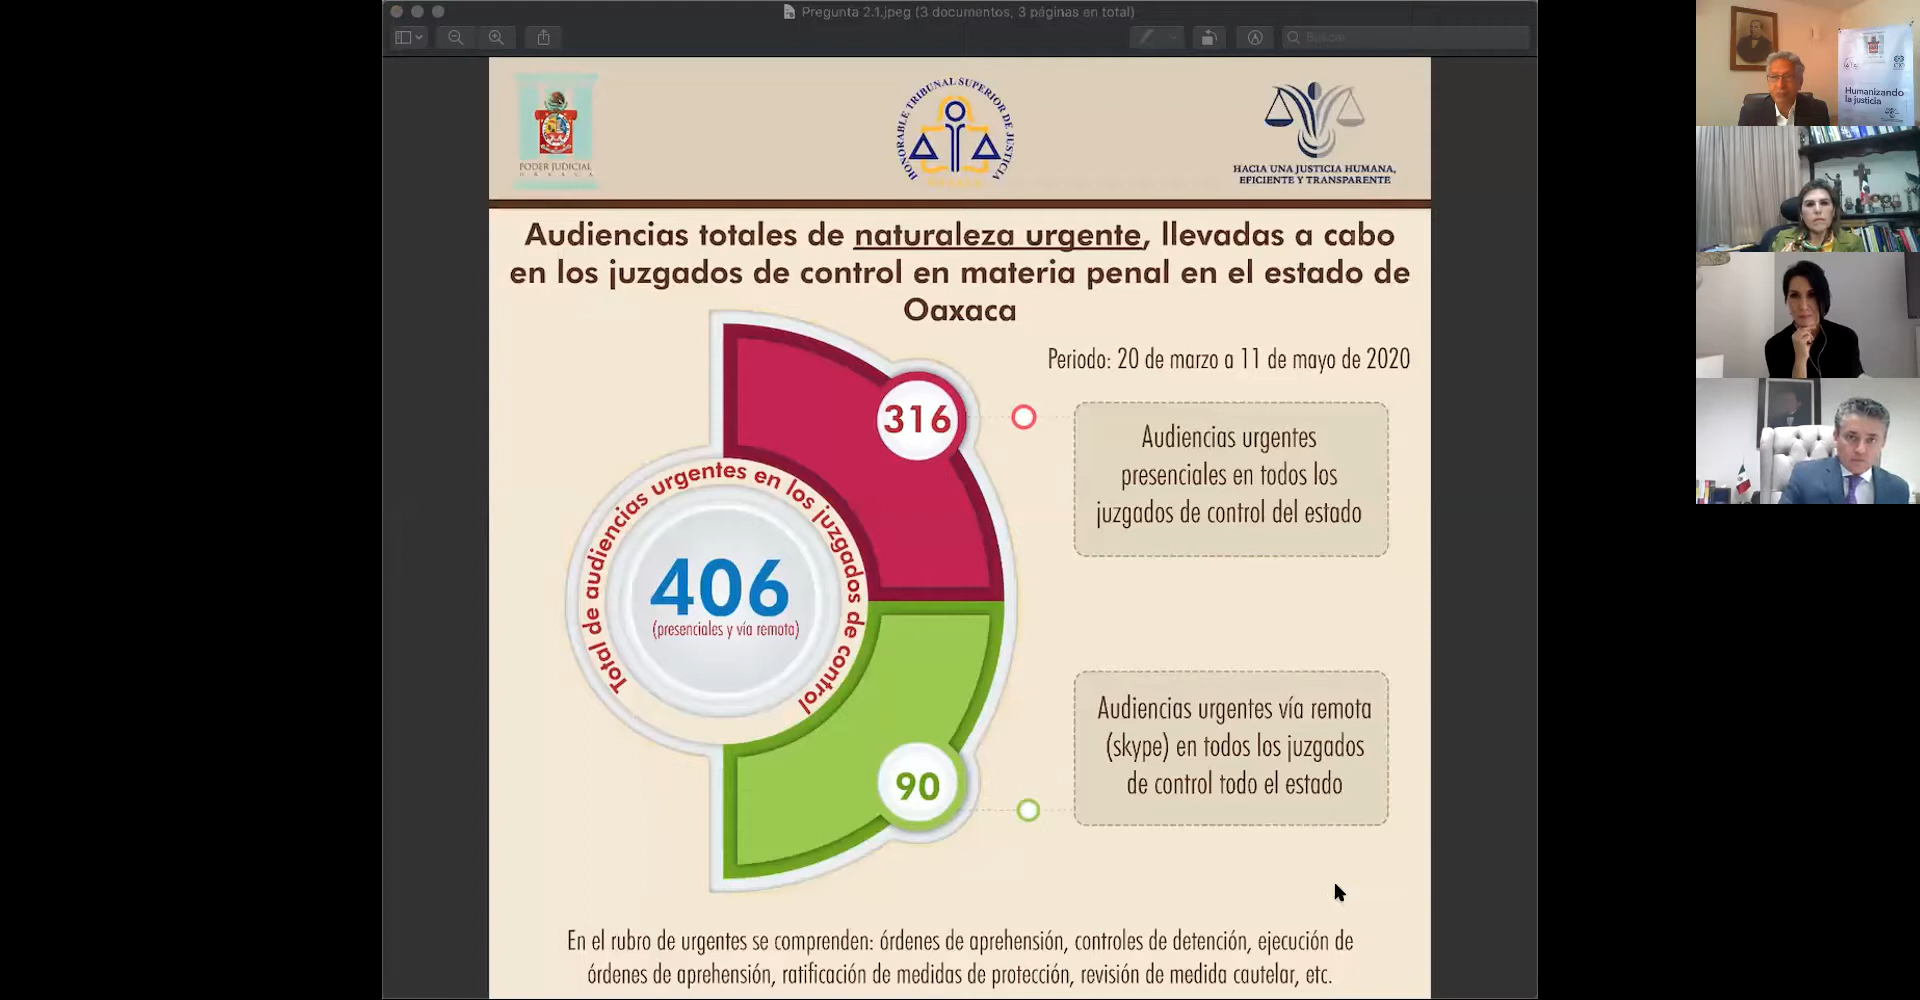 Pregunta 2.1.jpeg (3 documentos, 3 páginas en total)
Buscar
PODER JUDICIAL
OAXACA
HONORABLE TRIBUNAL SUPERIOR DE JUSTICIA
OAXACA
HACIA UNA JUSTICIA HUMANA,
EFICIENTE Y TRANSPARENTE
Audiencias totales de naturaleza urgente, llevadas a cabo
en los juzgados de control en materia penal en el estado de
Oaxaca
Periodo: 20 de marzo a 11 de mayo de 2020
316
Audiencias urgentes
presenciales en todos los
juzgados de control del estado
Total de audiencias urgentes en los juzgados de control
406
(presenciales y vía remota)
90
Audiencias urgentes vía remota
(skype) en todos los juzgados
de control todo el estado
En el rubro de urgentes se comprenden: órdenes de aprehensión, controles de detención, ejecución de
órdenes de aprehensión, ratificación de medidas de protección, revisión de medida cautelar, etc.
Humanizando
la justicia